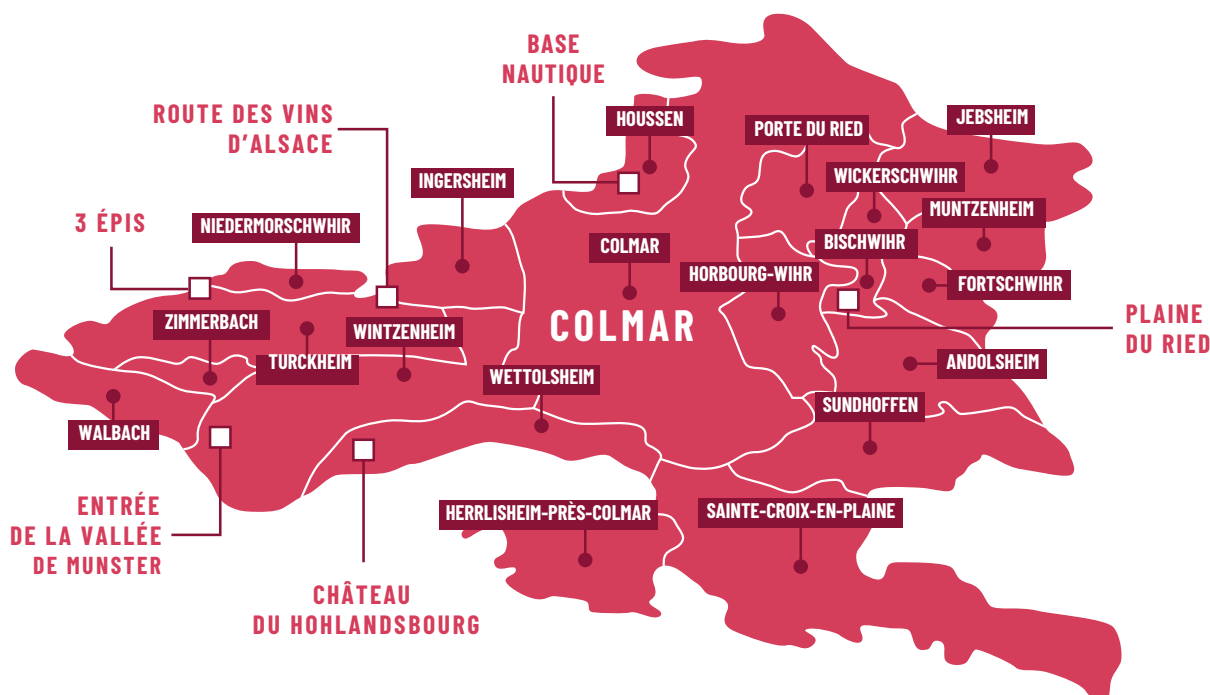 BASE
NAUTIQUE
ROUTE DES VINS
D'ALSACE
HOUSSEN
PORTE DU RIED
JEBSHEIM
INGERSHEIM
WICKERSCHWIHR
3 ÉPIS
NIEDERMORSCHWHIR
MUNTZENHEIM
COLMAR
BISCHWIHR
HORBOURG-WIHR
FORTSCHWIHR
ZIMMERBACH
WINTZENHEIM
COLMAR
PLAINE
DU RIED
TURCKHEIM
ANDOLSHEIM
WETTOLSHEIM
SUNDHOFFEN
WALBACH
ENTRÉE
DE LA VALLÉE
DE MUNSTER
HERRLISHEIM-PRÈS-COLMAR
SAINTE-CROIX-EN-PLAINE
CHÂTEAU
DU HOHLANDSBOURG